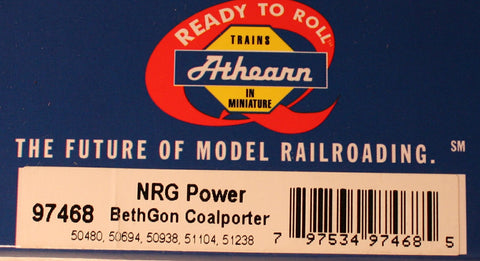 READY TO ROLL
TRAINS
Athearn
IN
MINIATURE
THE FUTURE OF MODEL RAILROADING. SM
NRG Power
97468 BethGon Coalporter
50480, 50694, 50938, 51104, 51238
7 97534 97468 5